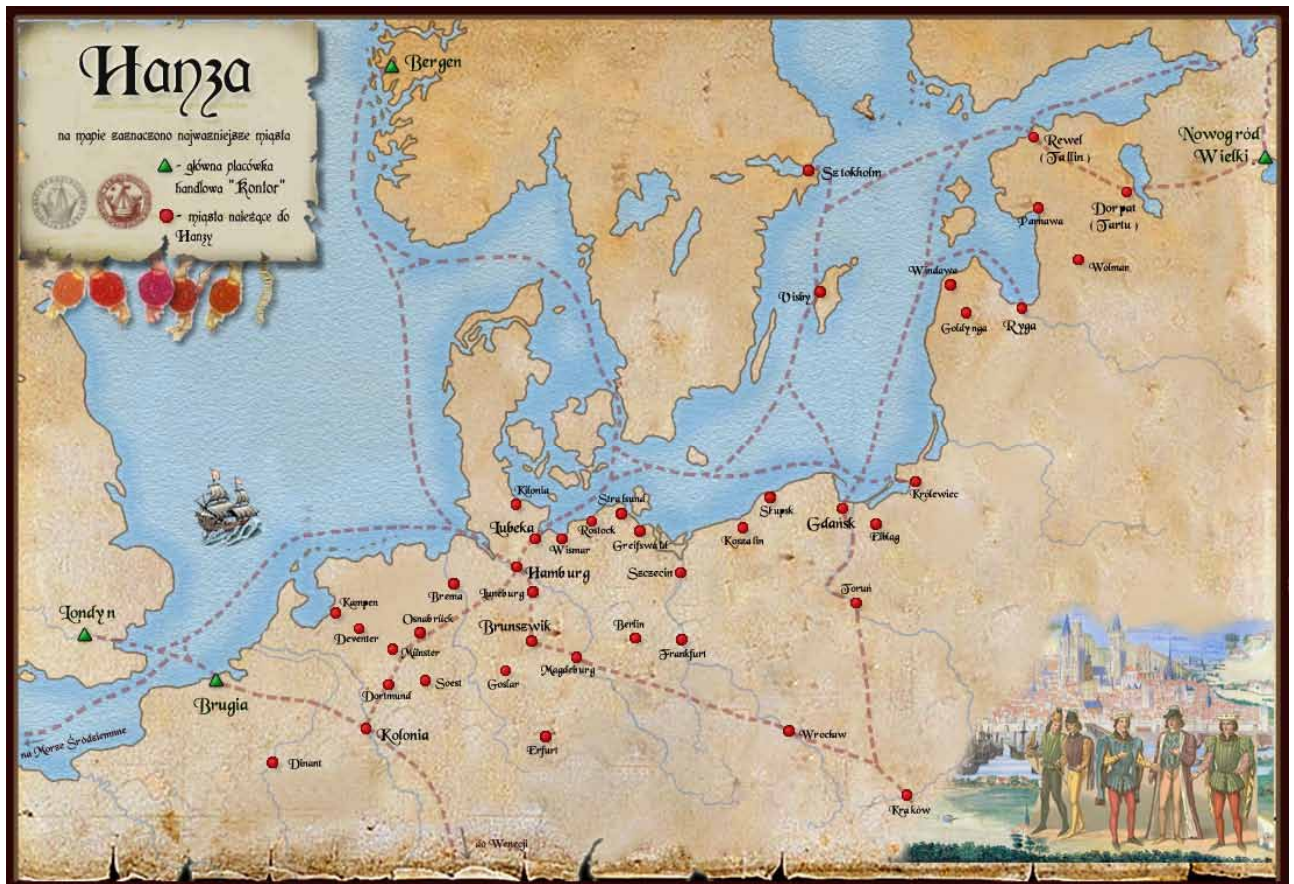 Hanza
na mapie zaznaczono najważniejsze miasta
- główna placówka
handlowa "Kontor"
- miasta należące do
Hanzy
Bergen
Nowogród
Wielki
Rewel
(Tallin)
Sztokholm
Dorpat
(Tartu)
Parnawa
Wolmar
Windawa
Visby
Goldynga
Ryga
Kilonia
Stralsund
Królewiec
Słupsk
Lubeka
Rostock
Gdańsk
Wismar
Greifswald
Koszalin
Elbląg
Hamburg
Szczecin
Brema
Luneburg
Toruń
Kampen
Londyn
Osnabrück
Brunszwik
Berlin
Deventer
Münster
Frankfurt
Magdeburg
Dortmund
Soest
Goslar
Brugia
Kolonia
Wrocław
na Morze Śródziemne
Erfurt
Dinant
Kraków
do Wenecji